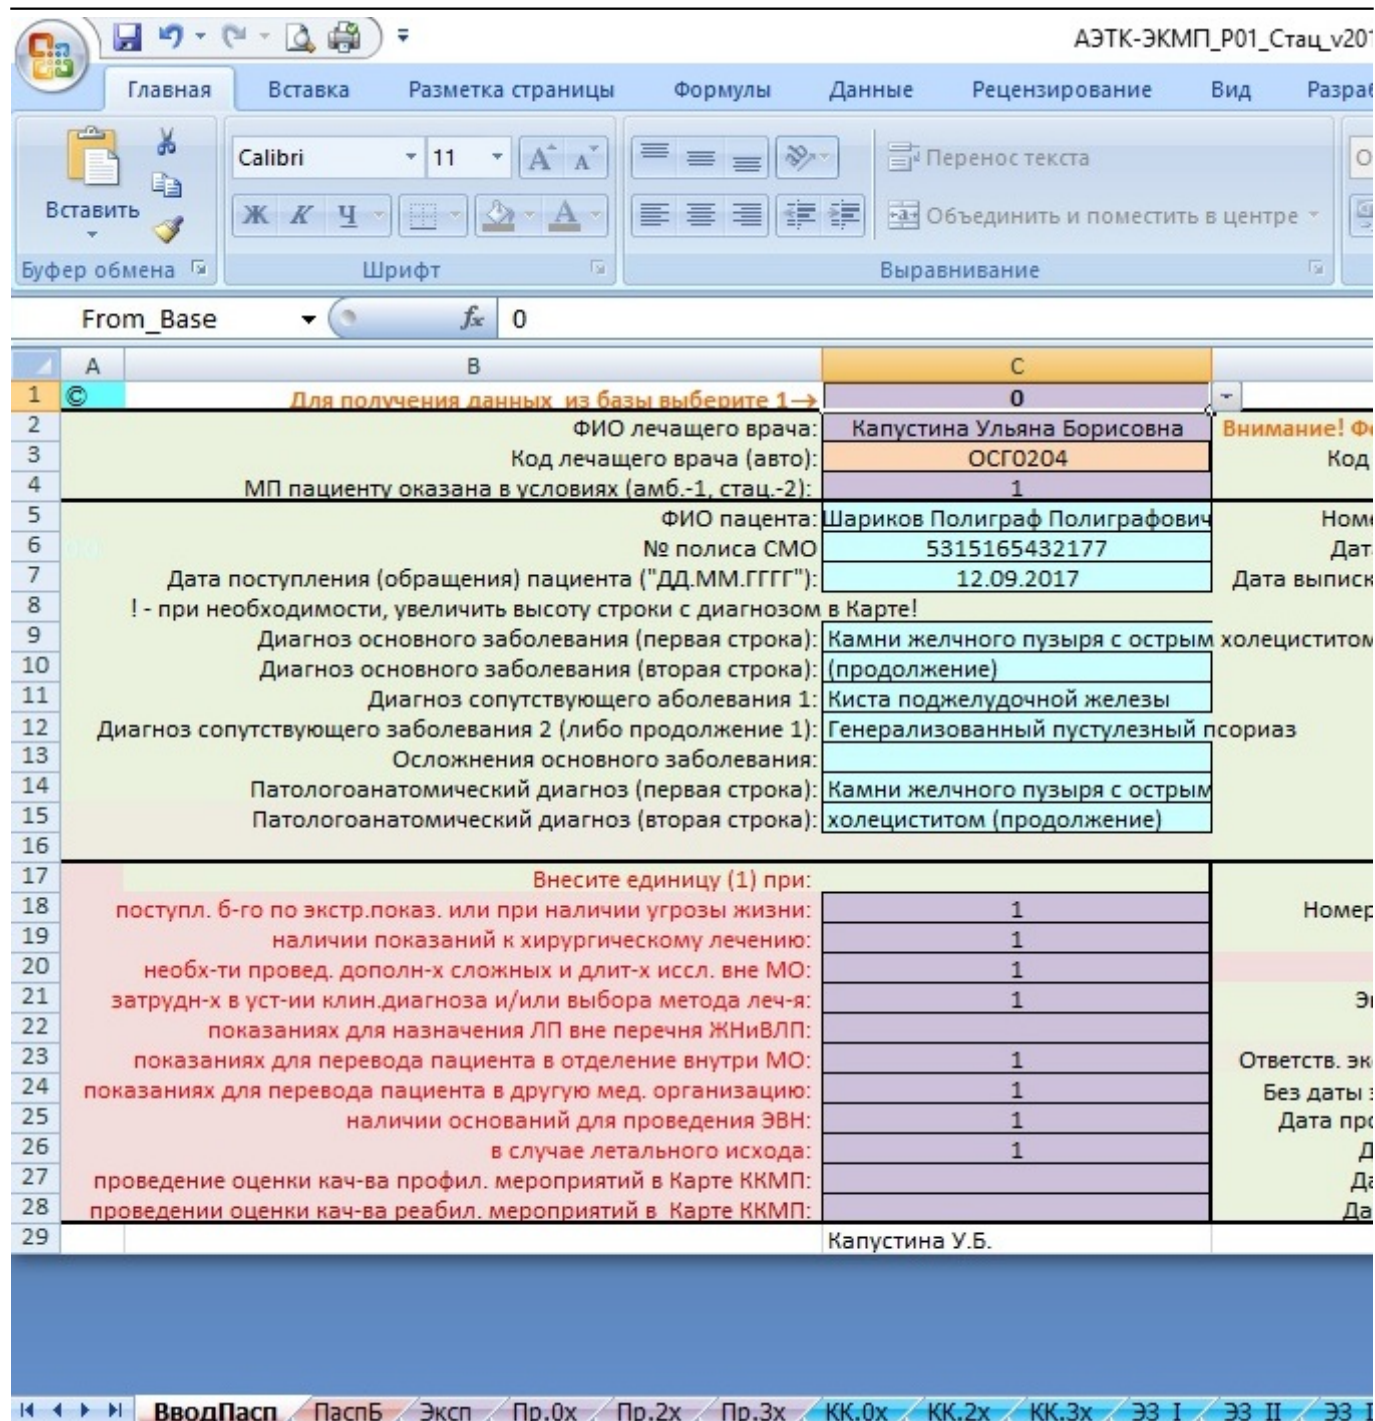 АЭТК-ЭКМП_Р01_Стац_v201
Главная Вставка Разметка страницы Формулы Данные Рецензирование Вид Разраб
Вставить Calibri 11 А А Перенос текста О
Ж К Ч А Объединить и поместить в центре
Буфер обмена Шрифт Выравнивание
From_Base fx 0
A B C
1 © Для получения данных из базы выберите 1→ 0
2 ФИО лечащего врача: Капустина Ульяна Борисовна Внимание! Фо
3 Код лечащего врача (авто): ОСГ0204 Код
4 МП пациенту оказана в условиях (амб.-1, стац.-2): 1
5 ФИО пацента: Шариков Полиграф Полиграфович Номе
6 № полиса СМО 5315165432177 Дата
7 Дата поступления (обращения) пациента ("ДД.ММ.ГГГГ"): 12.09.2017 Дата выписк
8 ! - при необходимости, увеличить высоту строки с диагнозом в Карте!
9 Диагноз основного заболевания (первая строка): Камни желчного пузыря с острым холециститом
10 Диагноз основного заболевания (вторая строка): (продолжение)
11 Диагноз сопутствующего аболевания 1: Киста поджелудочной железы
12 Диагноз сопутствующего заболевания 2 (либо продолжение 1): Генерализованный пустулезный псориаз
13 Осложнения основного заболевания:
14 Патологоанатомический диагноз (первая строка): Камни желчного пузыря с острым
15 Патологоанатомический диагноз (вторая строка): холециститом (продолжение)
16
17 Внесите единицу (1) при:
18 поступл. б-го по экстр.показ. или при наличии угрозы жизни: 1 Номер
19 наличии показаний к хирургическому лечению: 1
20 необх-ти провед. дополн-х сложных и длит-х иссл. вне МО: 1
21 затрудн-х в уст-ии клин.диагноза и/или выбора метода леч-я: 1 Эк
22 показаниях для назначения ЛП вне перечня ЖНиВЛП:
23 показаниях для перевода пациента в отделение внутри МО: 1 Ответств. эк
24 показаниях для перевода пациента в другую мед. организацию: 1 Без даты з
25 наличии оснований для проведения ЭВН: 1 Дата про
26 в случае летального исхода: 1 Д
27 проведение оценки кач-ва профил. мероприятий в Карте ККМП: Да
28 проведении оценки кач-ва реабил. мероприятий в Карте ККМП: Да
29 Капустина У.Б.
ВводПасп ПаспБ Эксп Пр.0х Пр.2х Пр.3х КК.0х КК.2х КК.3х ЭЗ_I ЭЗ_II ЭЗ_I